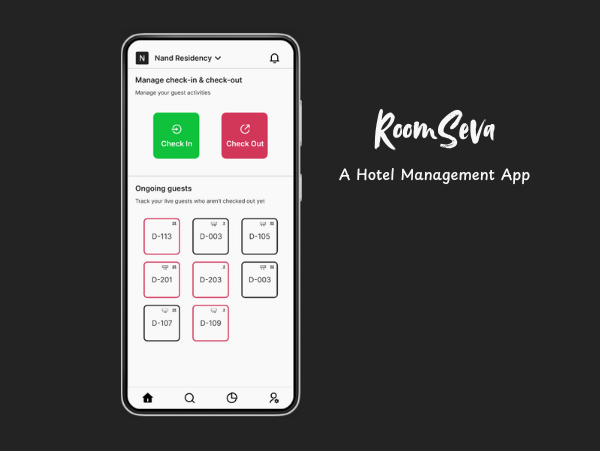 N Nand Residency
Manage check-in & check-out
Manage your guest activities
Check In
Check Out
Ongoing guests
Track your live guests who aren't checked out yet
D-113
D-003
D-105
D-201
D-203
D-003
D-107
D-109
RoomSeva
A Hotel Management App